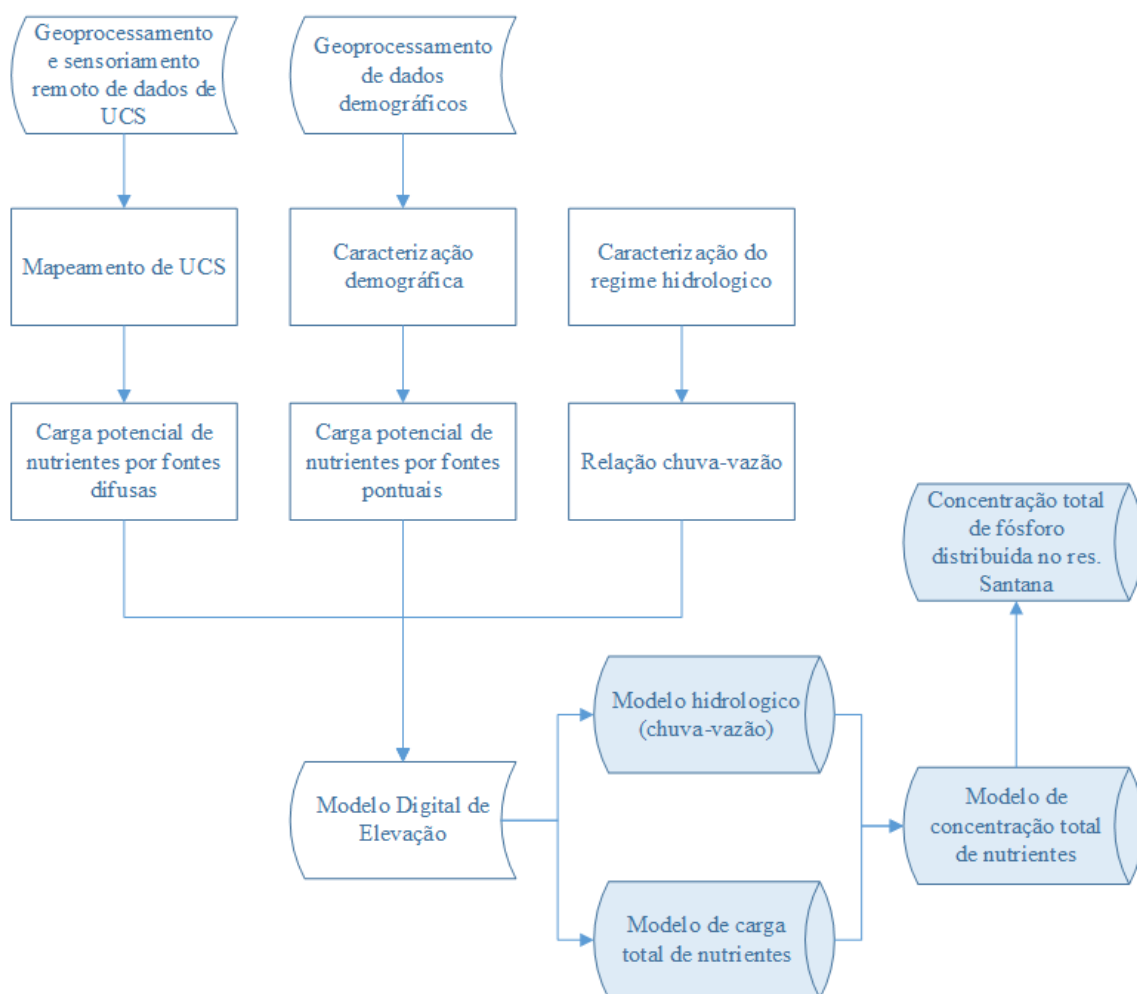 Geoprocessamento
e sensoriamento
remoto de dados de
UCS
Geoprocessamento
de dados
demográficos
Mapeamento de UCS
Caracterização
demográfica
Caracterização do
regime hidrologico
Carga potencial de
nutrientes por fontes
difusas
Carga potencial de
nutrientes por fontes
pontuais
Relação chuva-vazão
Concentração total
de fósforo
distribuida no res.
Santana
Modelo hidrologico
(chuva-vazão)
Modelo Digital de
Elevação
Modelo de
concentração total
de nutrientes
Modelo de carga
total de nutrientes